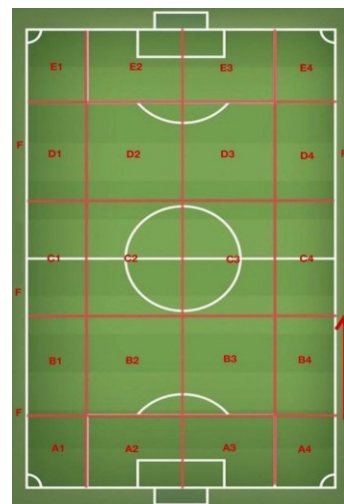 E1 E2 E3 E4
F
D1 D2 D3 D4
C1 C2 C3 C4
F
B1 B2 B3 B4
F
A1 A2 A3 A4